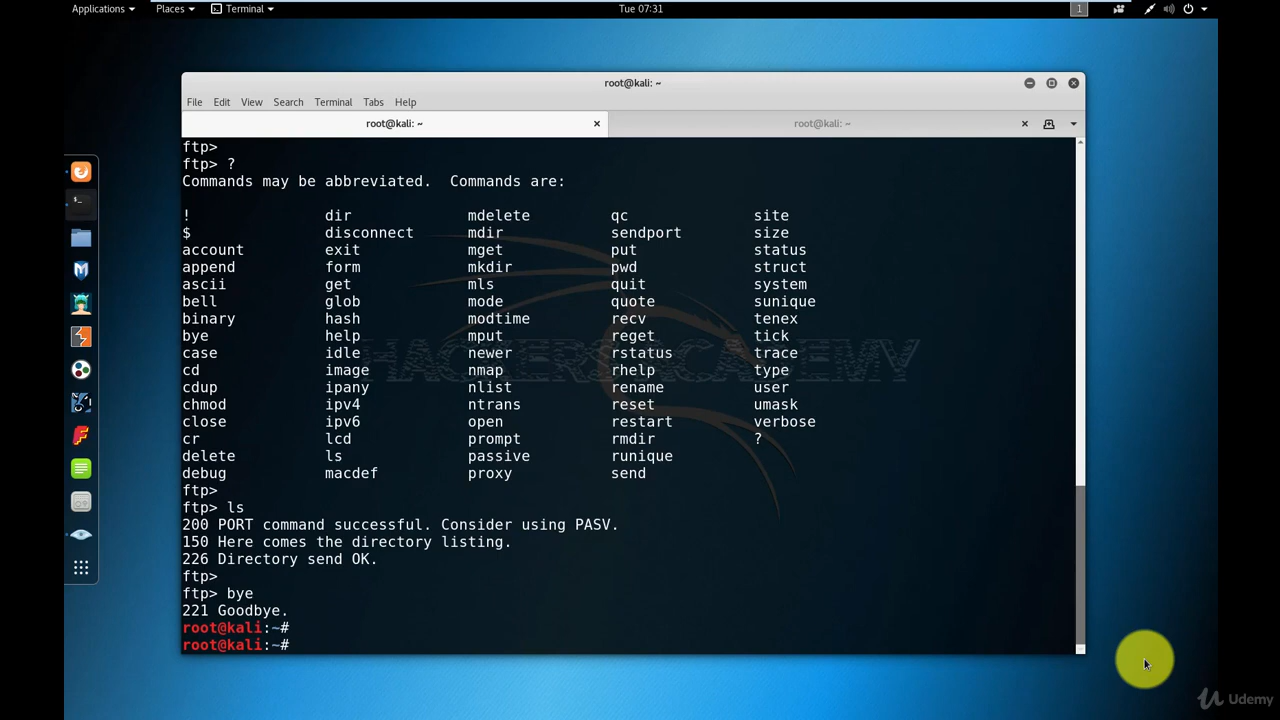 Applications Places Terminal Tue 07:31 1
root@kali: ~
File Edit View Search Terminal Tabs Help
root@kali: ~ root@kali: ~
ftp>
ftp> ?
Commands may be abbreviated.  Commands are:
! dir mdelete qc site
$ disconnect mdir sendport size
account exit mget put status
append form mkdir pwd struct
ascii get mls quit system
bell glob mode quote sunique
binary hash modtime recv tenex
bye help mput reget tick
case idle newer rstatus trace
cd image nmap rhelp type
cdup ipany nlist rename user
chmod ipv4 ntrans reset umask
close ipv6 open restart verbose
cr lcd prompt rmdir ?
delete ls passive runique
debug macdef proxy send
ftp>
ftp> ls
200 PORT command successful. Consider using PASV.
150 Here comes the directory listing.
226 Directory send OK.
ftp>
ftp> bye
221 Goodbye.
root@kali:~#
root@kali:~#
HACKERS ACADEMY
Udemy